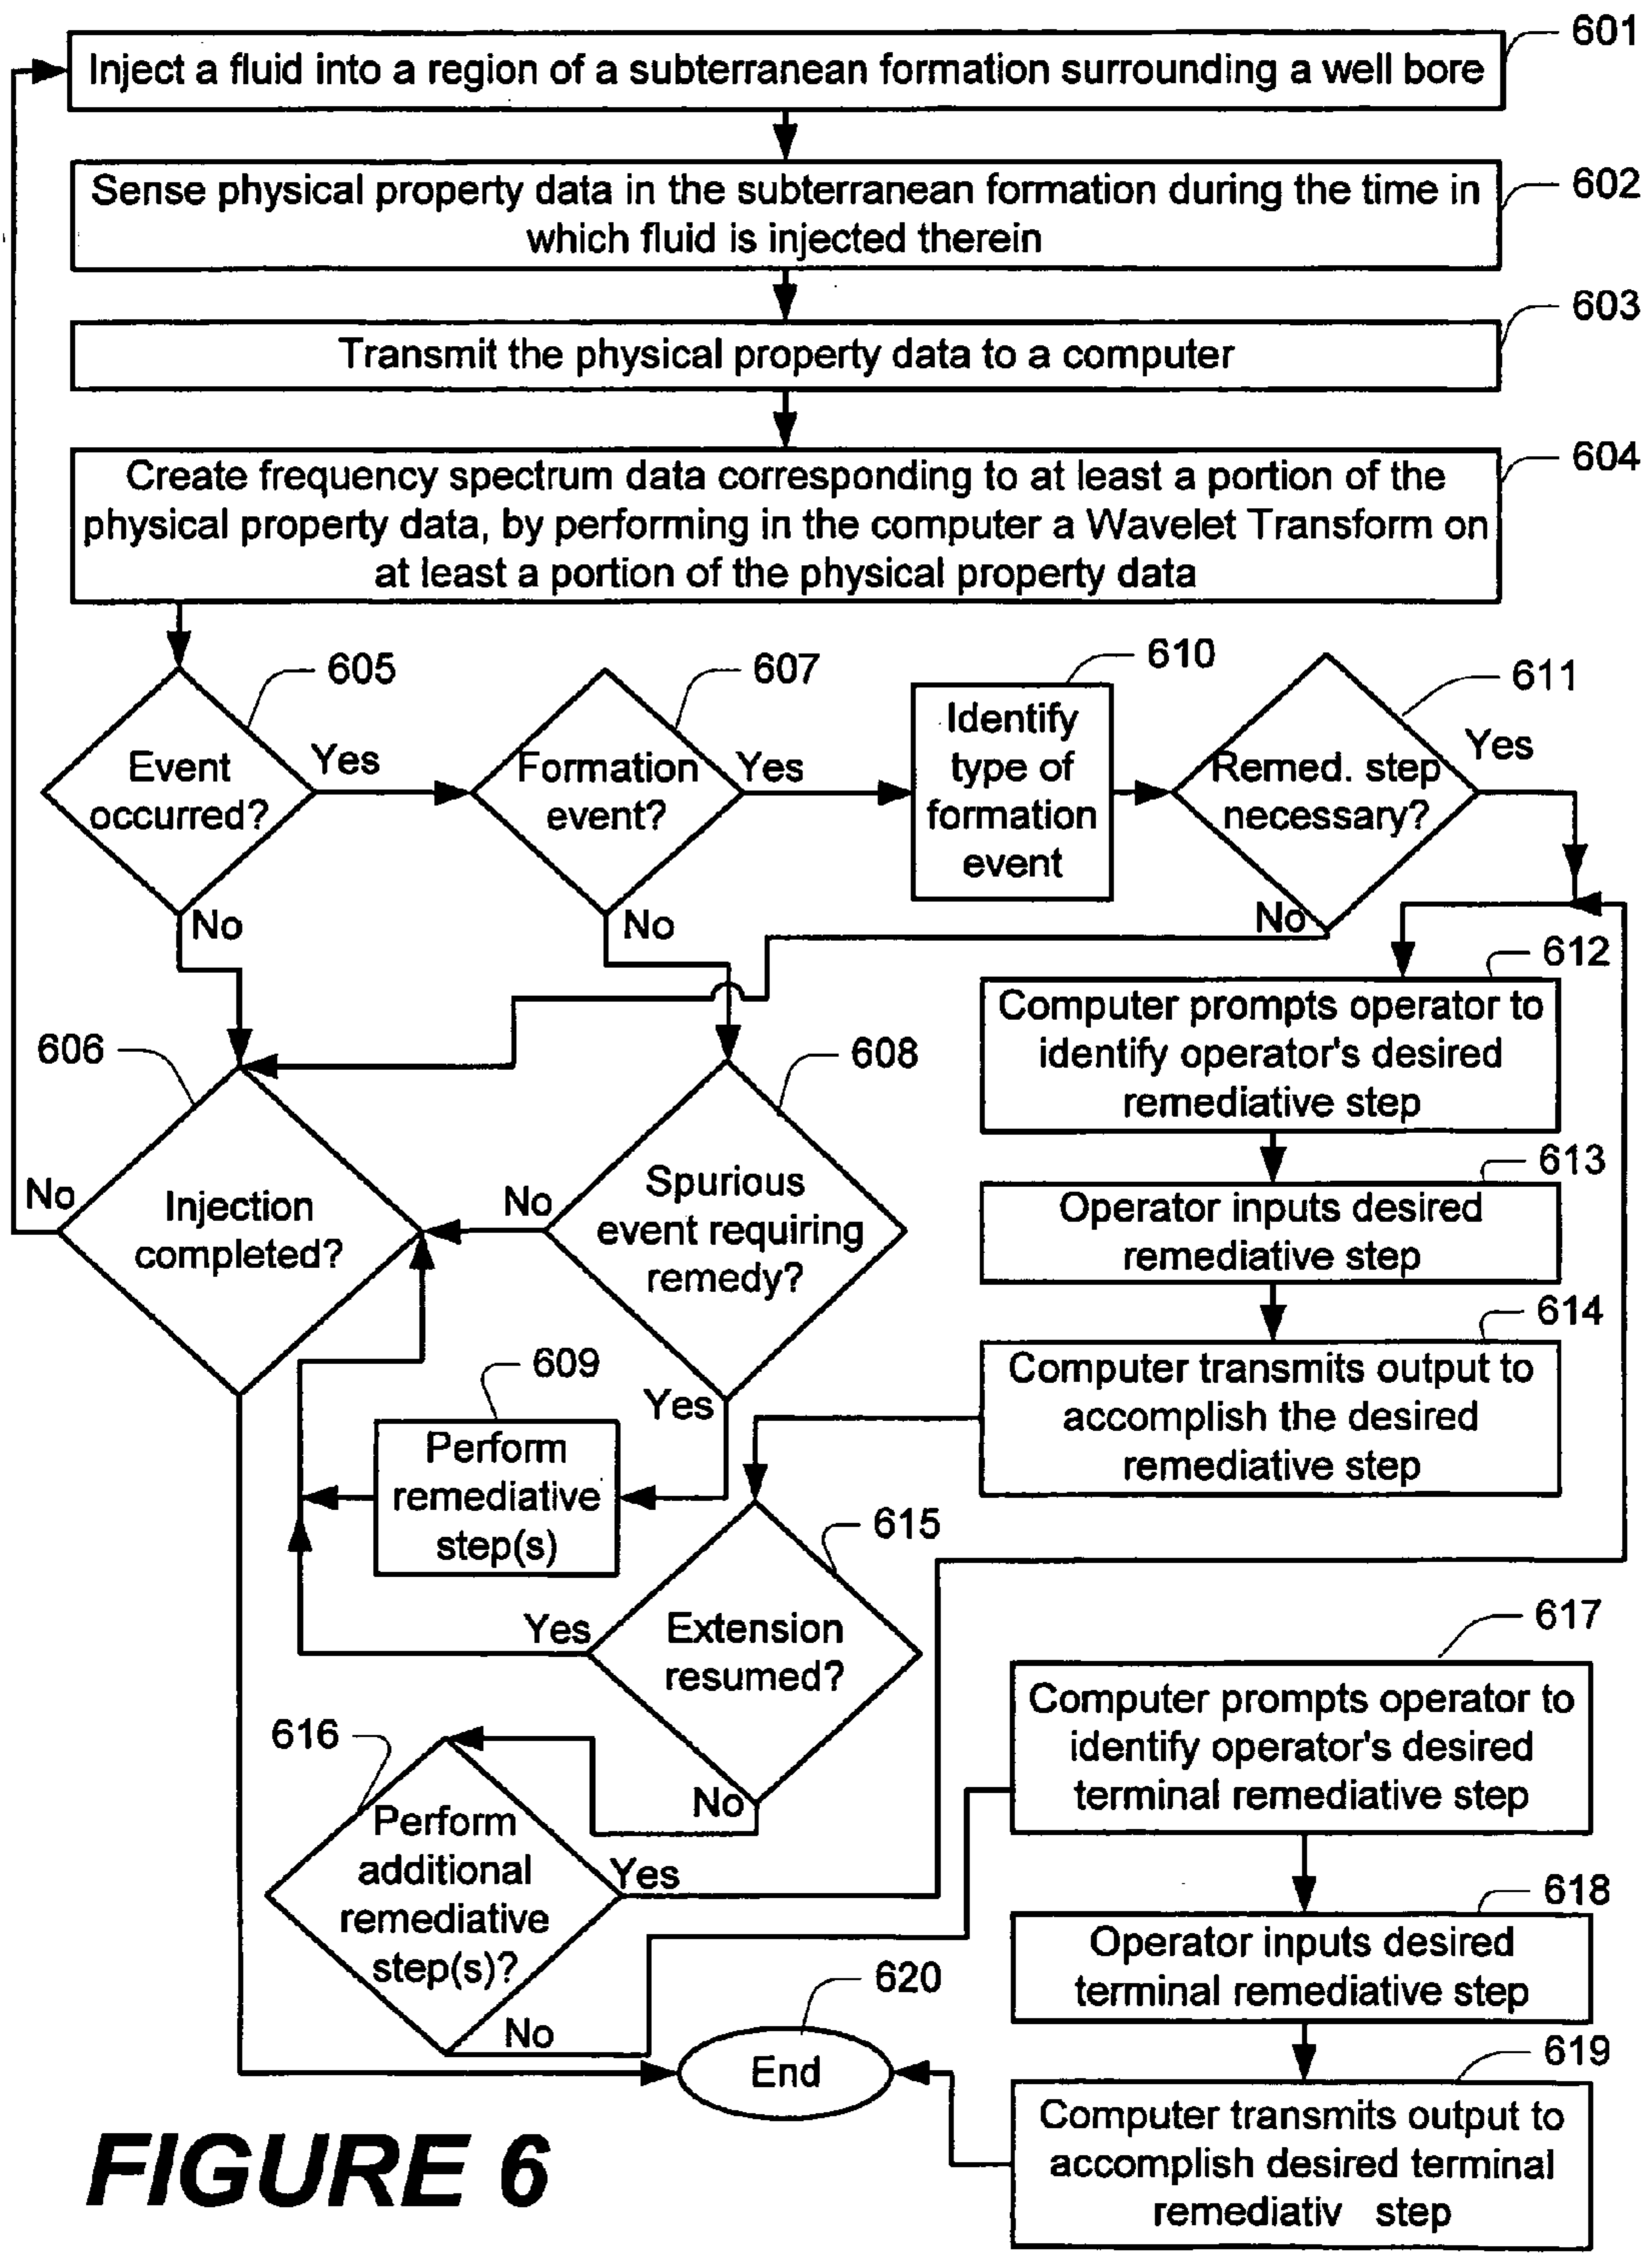 601
Inject a fluid into a region of a subterranean formation surrounding a well bore
602
Sense physical property data in the subterranean formation during the time in
which fluid is injected therein
603
Transmit the physical property data to a computer
604
Create frequency spectrum data corresponding to at least a portion of the
physical property data, by performing in the computer a Wavelet Transform on
at least a portion of the physical property data
605
Event
occurred?
Yes
No
607
Formation
event?
Yes
No
610
Identify
type of
formation
event
611
Remed. step
necessary?
Yes
No
606
Injection
completed?
No
608
Spurious
event requiring
remedy?
No
Yes
609
Perform
remediative
step(s)
612
Computer prompts operator to
identify operator's desired
remediative step
613
Operator inputs desired
remediative step
614
Computer transmits output to
accomplish the desired
remediative step
615
Extension
resumed?
Yes
No
616
Perform
additional
remediative
step(s)?
Yes
No
617
Computer prompts operator to
identify operator's desired
terminal remediative step
618
Operator inputs desired
terminal remediative step
619
Computer transmits output to
accomplish desired terminal
remediativ step
620
End
FIGURE 6